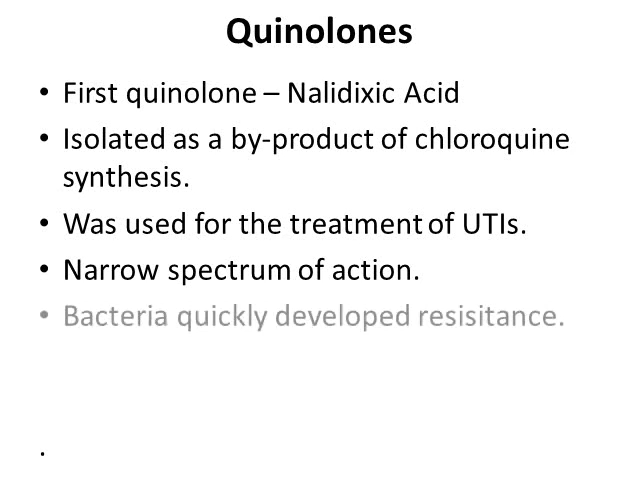 Quinolones
• First quinolone – Nalidixic Acid
• Isolated as a by-product of chloroquine
synthesis.
• Was used for the treatment of UTIs.
• Narrow spectrum of action.
• Bacteria quickly developed resisitance.
.